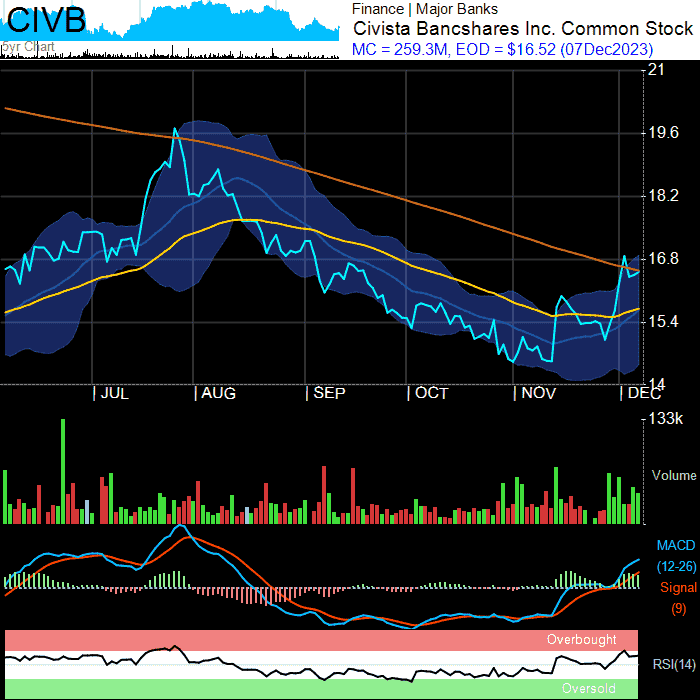 CIVB
5yr Chart
Finance | Major Banks
Civista Bancshares Inc. Common Stock
MC = 259.3M, EOD = $16.52 (07Dec2023)
21
19.6
18.2
16.8
15.4
14
JUL AUG SEP OCT NOV DEC
133k
Volume
MACD
(12-26)
Signal
(9)
Overbought
RSI(14)
Oversold